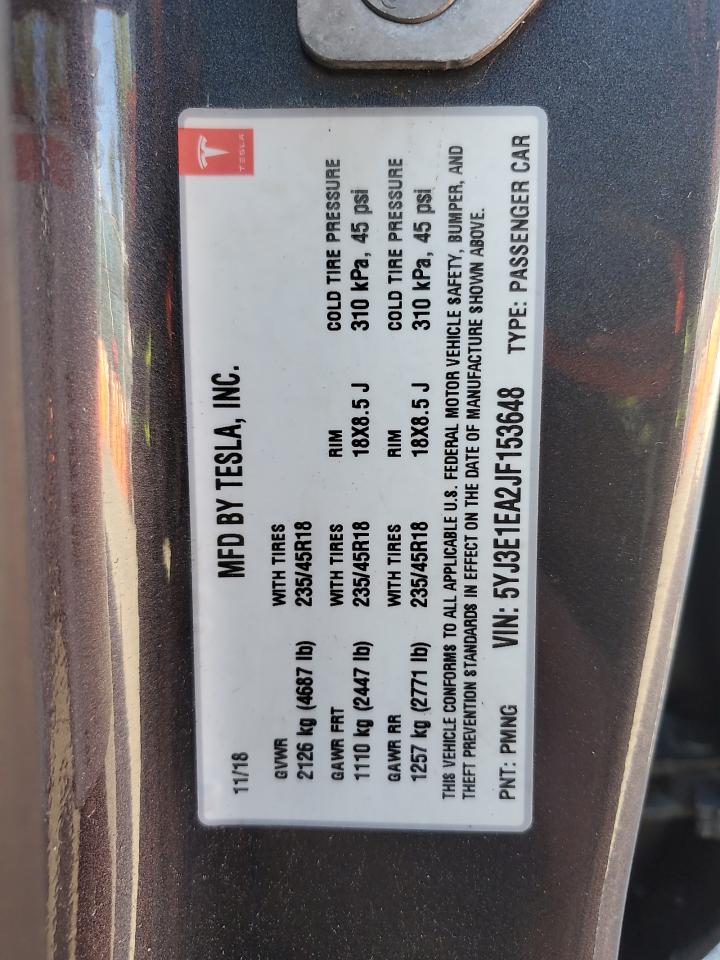 TESLA
MFD BY TESLA, INC.
11/18
GVWR WITH TIRES
2126 kg (4687 lb) 235/45R18
GAWR FRT WITH TIRES RIM COLD TIRE PRESSURE
1110 kg (2447 lb) 235/45R18 18X8.5 J 310 kPa, 45 psi
GAWR RR WITH TIRES RIM COLD TIRE PRESSURE
1257 kg (2771 lb) 235/45R18 18X8.5 J 310 kPa, 45 psi
THIS VEHICLE CONFORMS TO ALL APPLICABLE U.S. FEDERAL MOTOR VEHICLE SAFETY, BUMPER, AND
THEFT PREVENTION STANDARDS IN EFFECT ON THE DATE OF MANUFACTURE SHOWN ABOVE.
PNT: PMNG VIN: 5YJ3E1EA2JF153648 TYPE: PASSENGER CAR